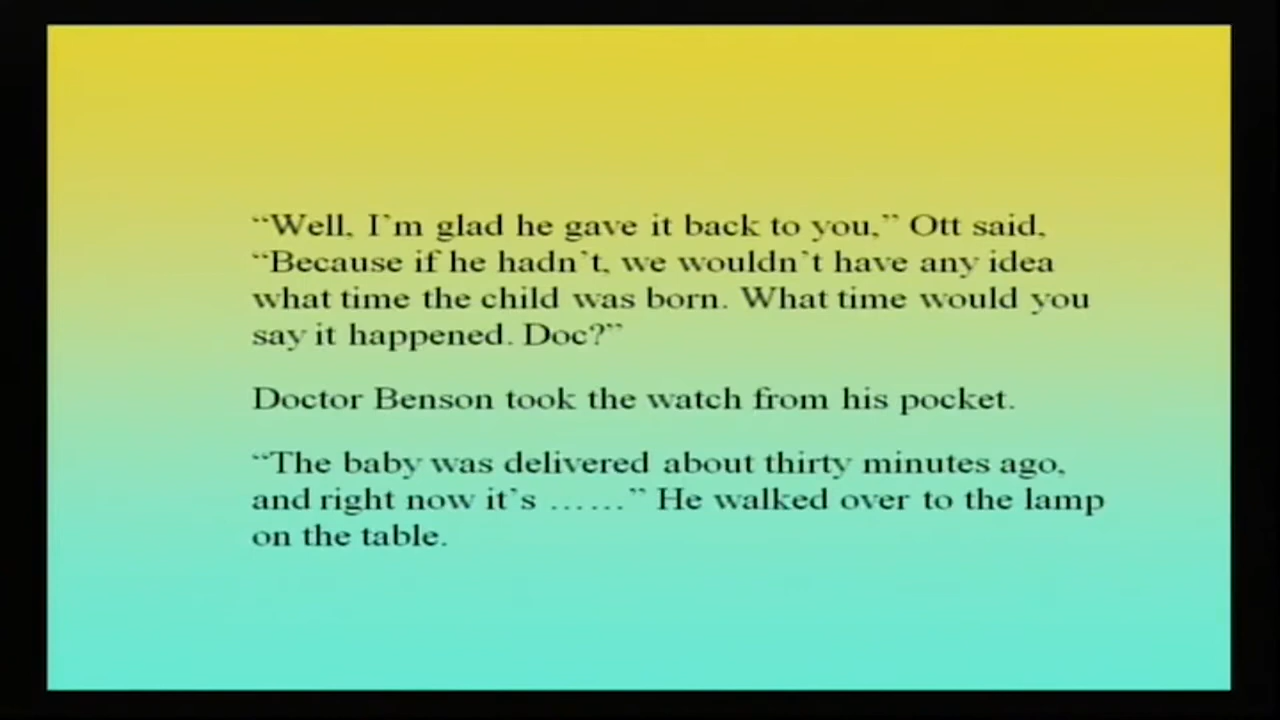 “Well, I’m glad he gave it back to you,” Ott said,
“Because if he hadn’t, we wouldn’t have any idea
what time the child was born. What time would you
say it happened. Doc?”
Doctor Benson took the watch from his pocket.
“The baby was delivered about thirty minutes ago,
and right now it’s ……” He walked over to the lamp
on the table.